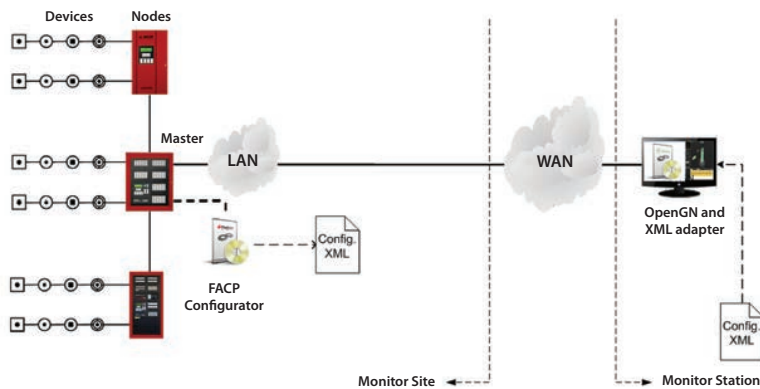 Devices
Nodes
Master
LAN
WAN
OpenGN and
XML adapter
Config.
XML
FACP
Configurator
Config.
XML
Monitor Site
Monitor Station